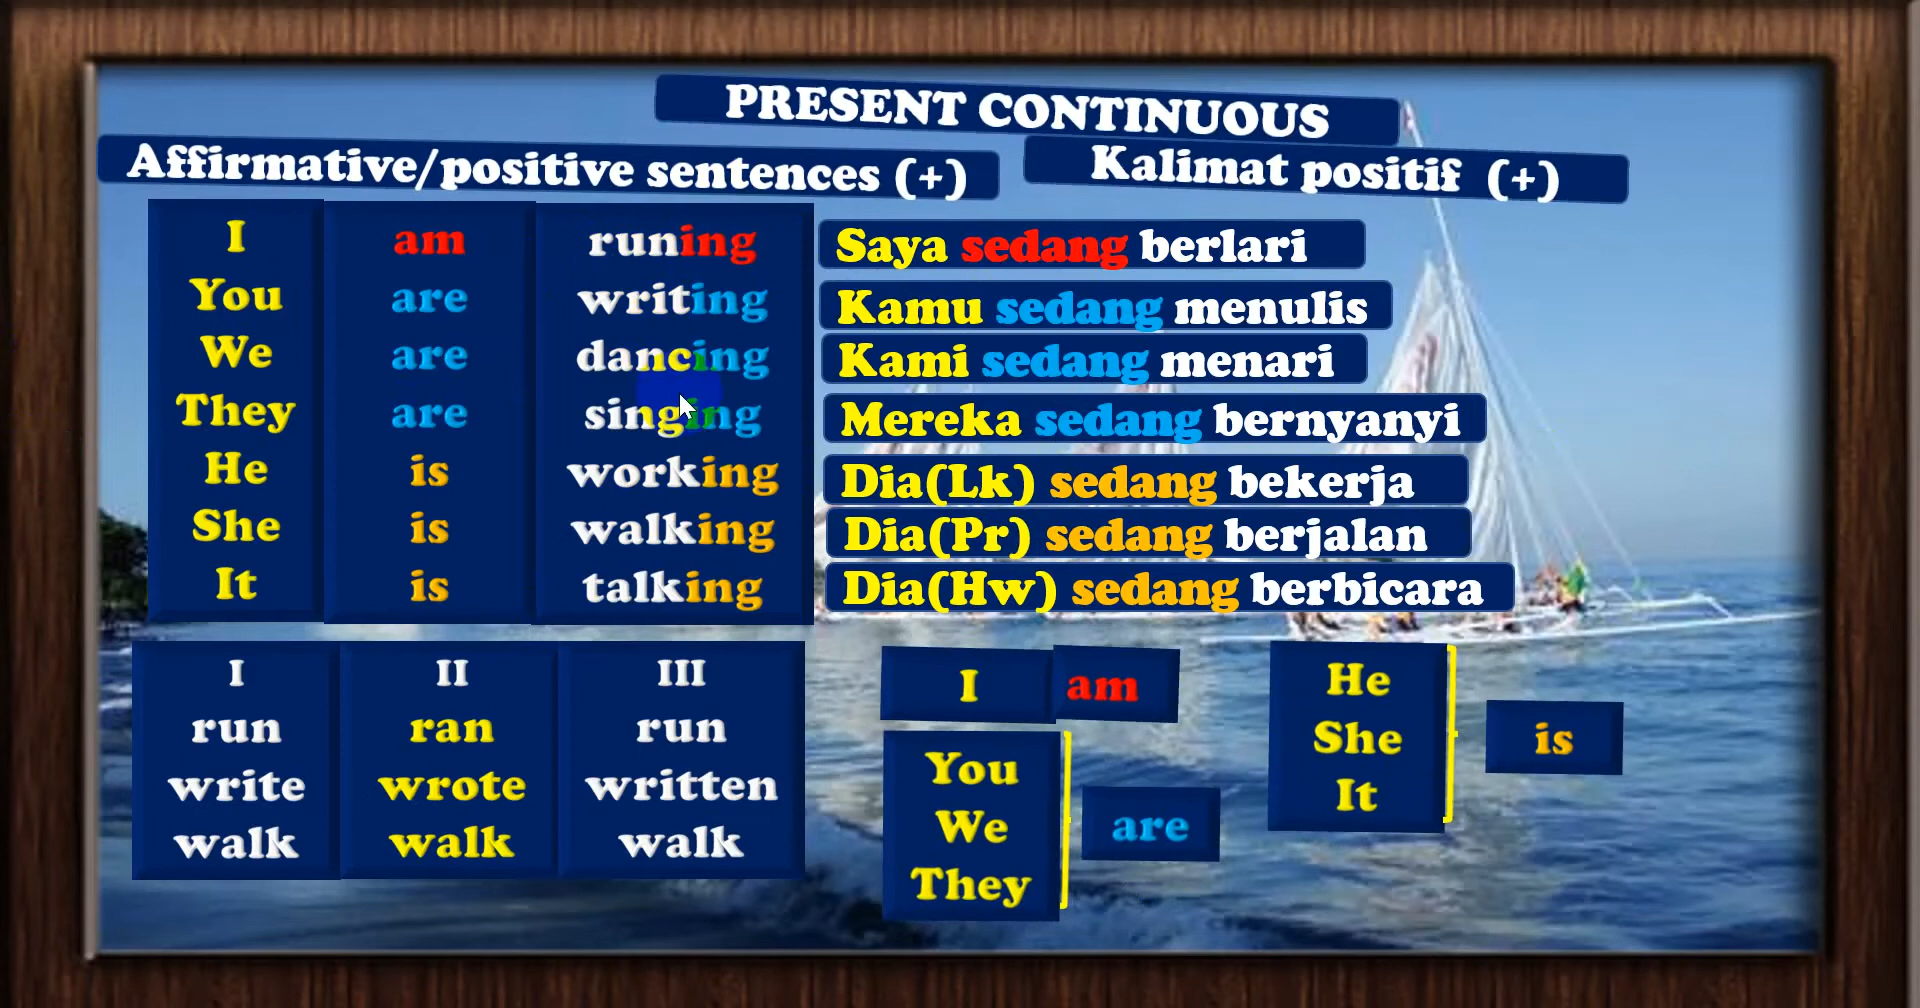 PRESENT CONTINUOUS
Affirmative/positive sentences (+)
Kalimat positif (+)
I am runing
You are writing
We are dancing
They are singing
He is working
She is walking
It is talking
Saya sedang berlari
Kamu sedang menulis
Kami sedang menari
Mereka sedang bernyanyi
Dia(Lk) sedang bekerja
Dia(Pr) sedang berjalan
Dia(Hw) sedang berbicara
I II III
run ran run
write wrote written
walk walk walk
I am
You
We
They
are
He
She
It
is